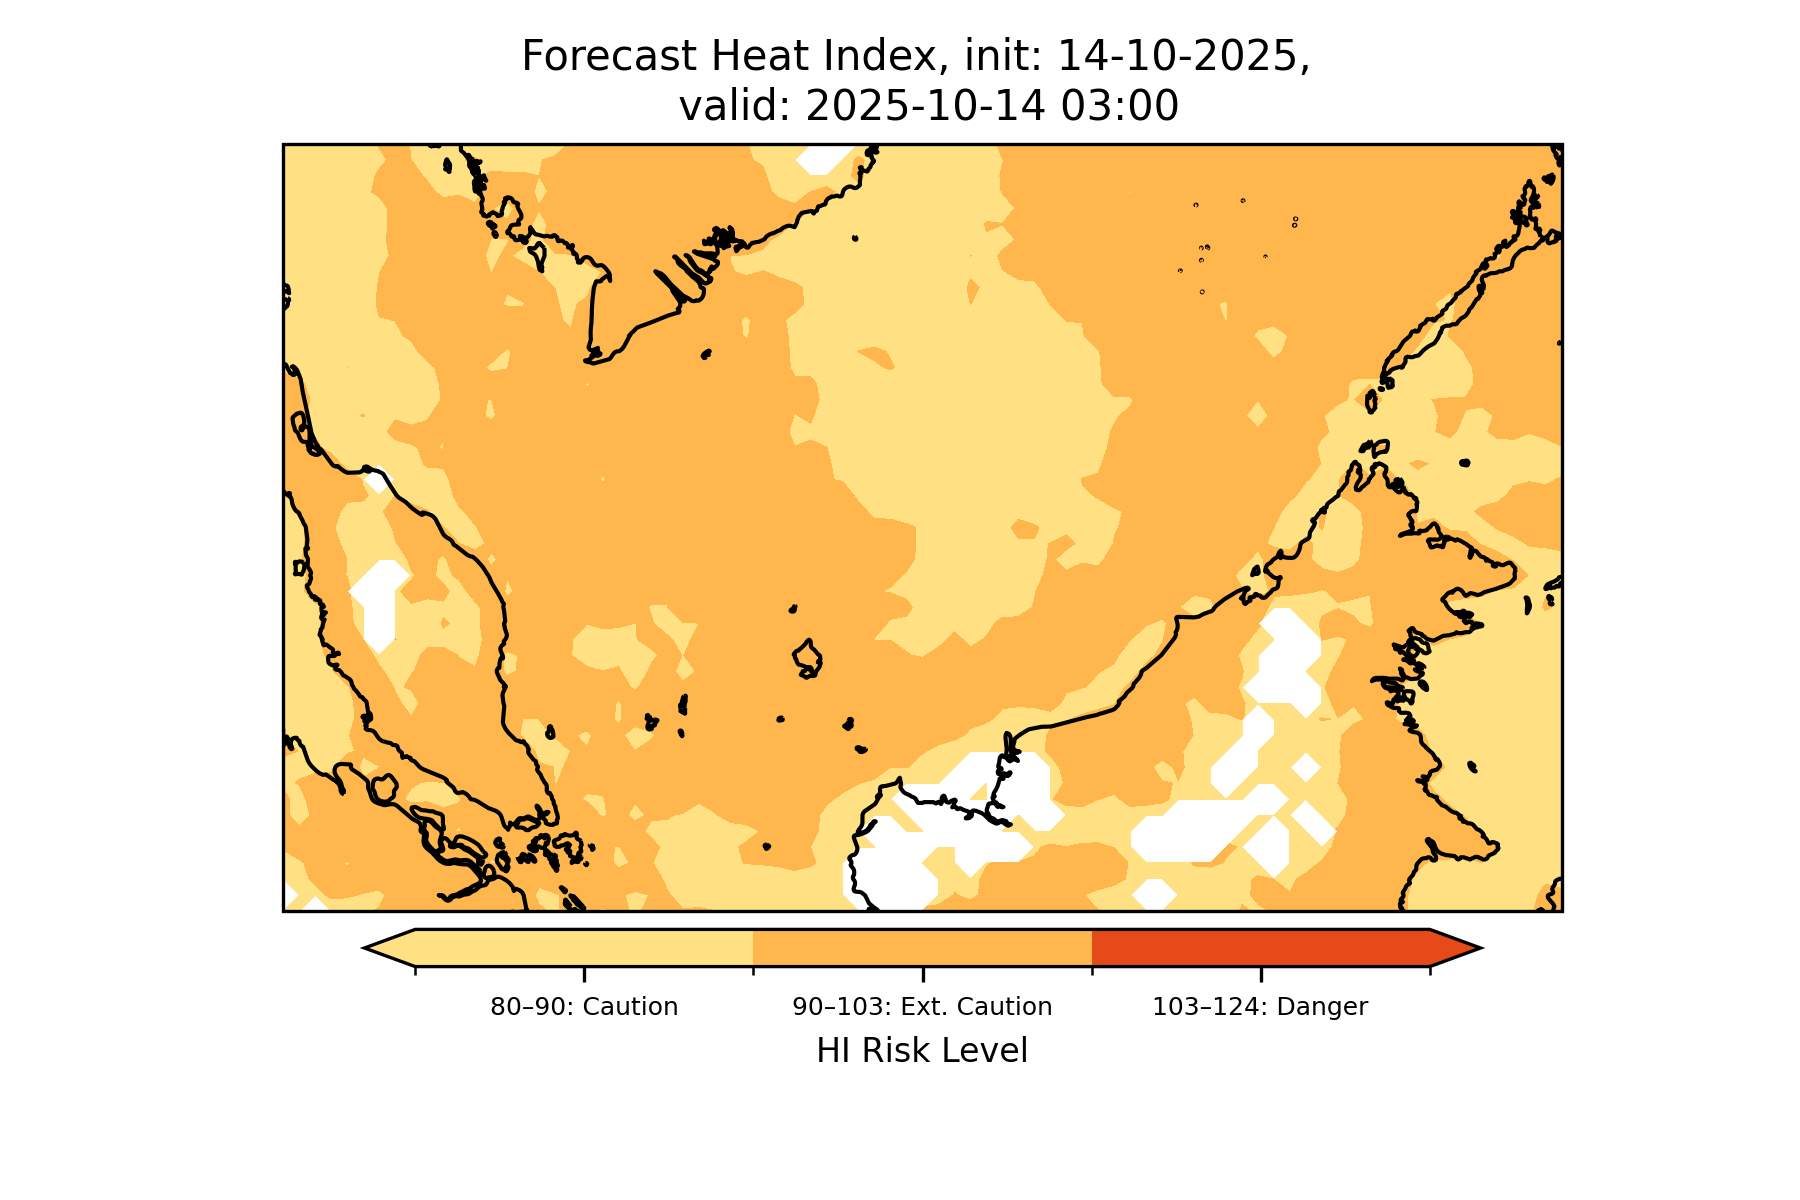 Forecast Heat Index, init: 14-10-2025,
valid: 2025-10-14 03:00
80–90: Caution
90–103: Ext. Caution
103–124: Danger
HI Risk Level